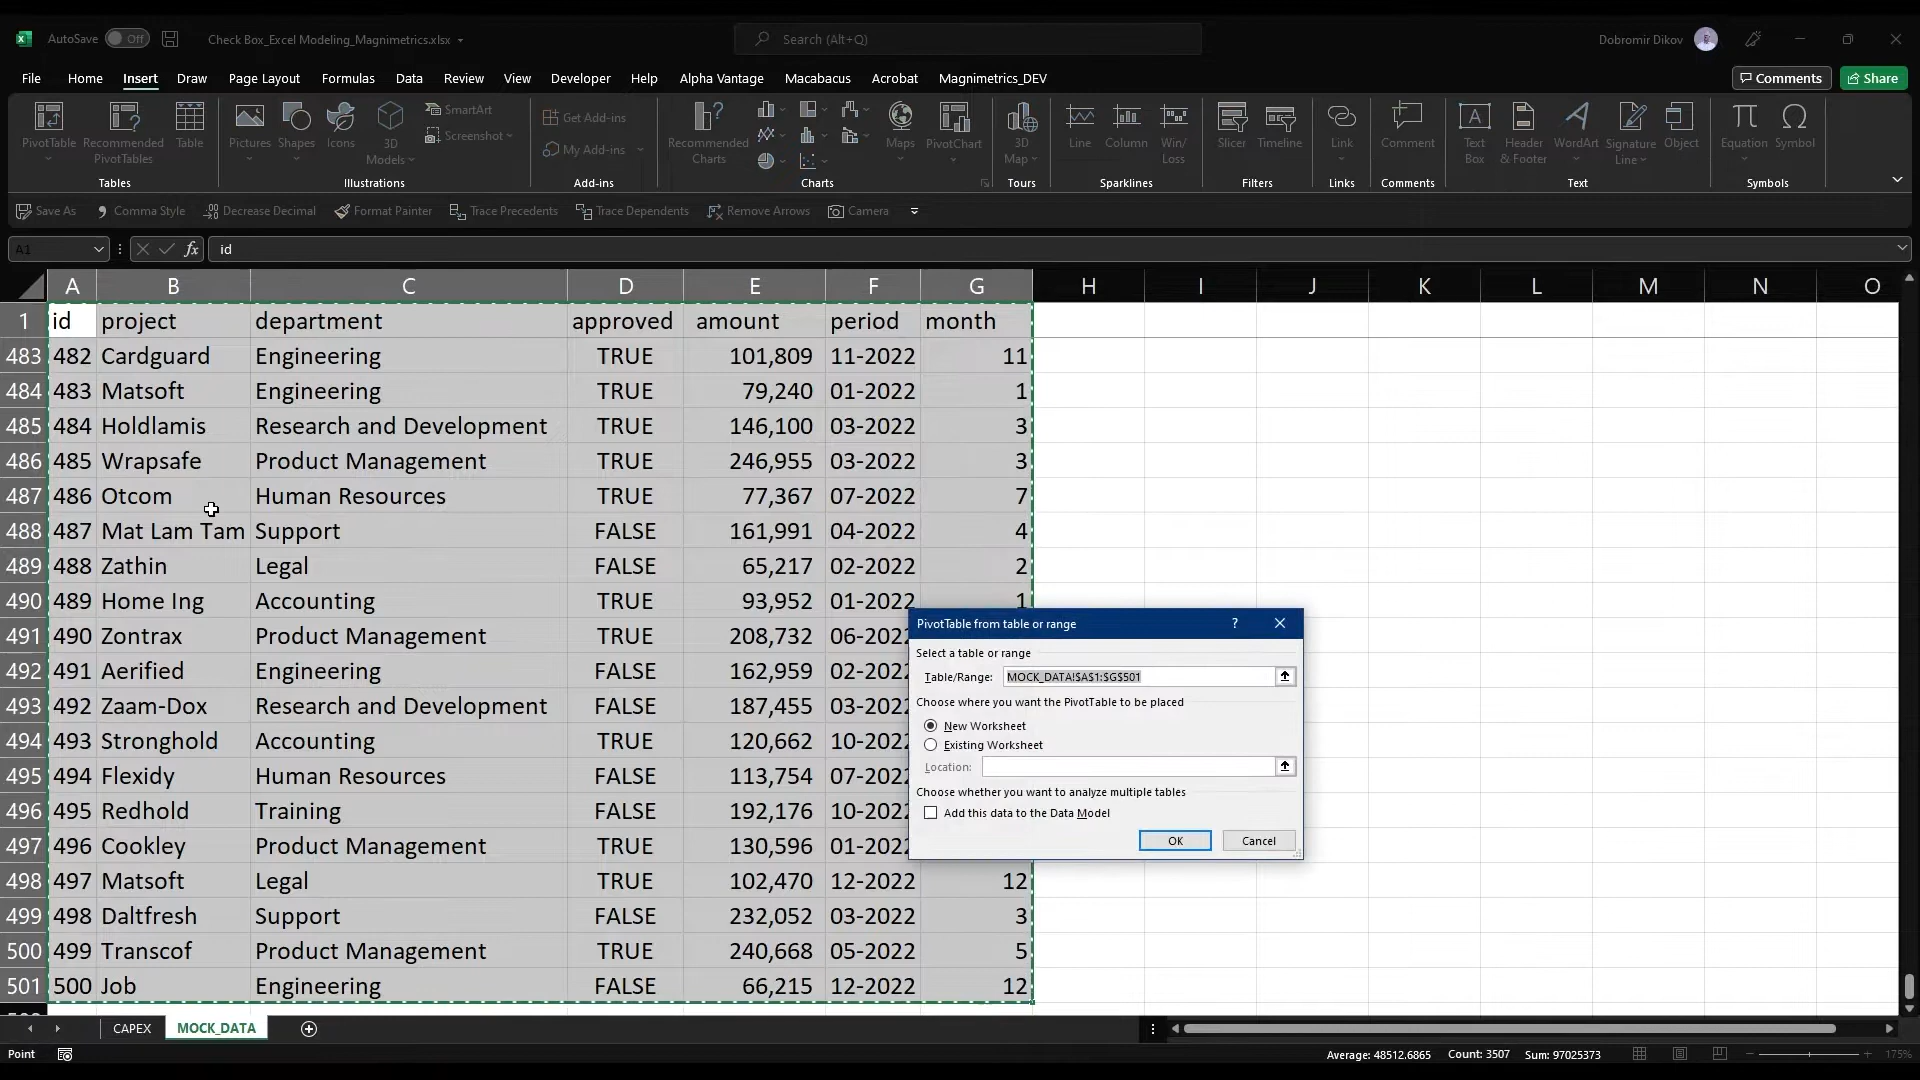 AutoSave Off Check Box_Excel Modeling_Magnimetrics.xlsx Search (Alt+Q) Dobromir Dikov
File Home Insert Draw Page Layout Formulas Data Review View Developer Help Alpha Vantage Macabacus Acrobat Magnimetrics_DEV Comments Share
PivotTable Recommended PivotTables Table Pictures Shapes Icons 3D Models SmartArt Screenshot Get Add-ins My Add-ins Recommended Charts Maps PivotChart 3D Map Line Column Win/Loss Slicer Timeline Link Comment Text Box Header & Footer WordArt Signature Line Object Equation Symbol
Tables Illustrations Add-ins Charts Tours Sparklines Filters Links Comments Text Symbols
Save As Comma Style Decrease Decimal Format Painter Trace Precedents Trace Dependents Remove Arrows Camera
A1 fx id
A B C D E F G H I J K L M N O
1 id project department approved amount period month
483 482 Cardguard Engineering TRUE 101,809 11-2022 11
484 483 Matsoft Engineering TRUE 79,240 01-2022 1
485 484 Holdlamis Research and Development TRUE 146,100 03-2022 3
486 485 Wrapsafe Product Management TRUE 246,955 03-2022 3
487 486 Otcom Human Resources TRUE 77,367 07-2022 7
488 487 Mat Lam Tam Support FALSE 161,991 04-2022 4
489 488 Zathin Legal FALSE 65,217 02-2022 2
490 489 Home Ing Accounting TRUE 93,952 01-2022 1
491 490 Zontrax Product Management TRUE 208,732 06-202
492 491 Aerified Engineering FALSE 162,959 02-202
493 492 Zaam-Dox Research and Development FALSE 187,455 03-202
494 493 Stronghold Accounting TRUE 120,662 10-202
495 494 Flexidy Human Resources FALSE 113,754 07-202
496 495 Redhold Training FALSE 192,176 10-202
497 496 Cookley Product Management TRUE 130,596 01-202
498 497 Matsoft Legal TRUE 102,470 12-2022 12
499 498 Daltfresh Support FALSE 232,052 03-2022 3
500 499 Transcof Product Management TRUE 240,668 05-2022 5
501 500 Job Engineering FALSE 66,215 12-2022 12
PivotTable from table or range ?
Select a table or range
Table/Range: MOCK_DATA!$A$1:$G$501
Choose where you want the PivotTable to be placed
New Worksheet
Existing Worksheet
Location:
Choose whether you want to analyze multiple tables
Add this data to the Data Model
OK Cancel
CAPEX MOCK_DATA
Point Average: 48512.6865 Count: 3507 Sum: 97025373 175%